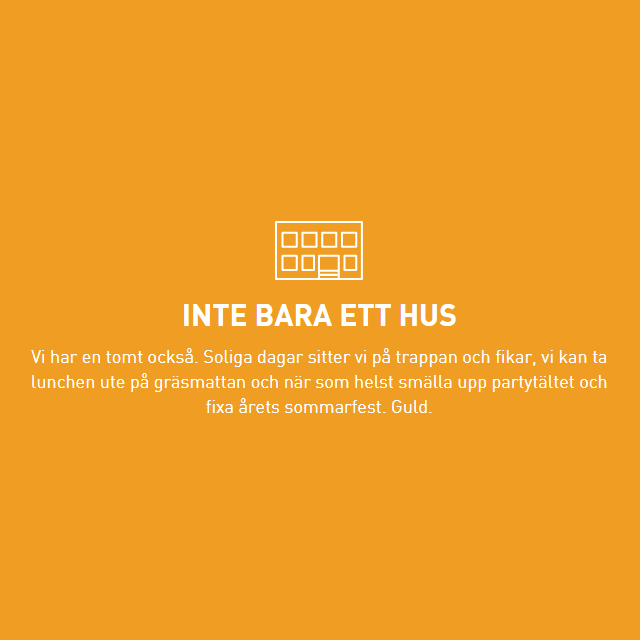 INTE BARA ETT HUS
Vi har en tomt också. Soliga dagar sitter vi på trappan och fikar, vi kan ta
lunchen ute på gräsmattan och när som helst smälla upp partytältet och
fixa årets sommarfest. Guld.